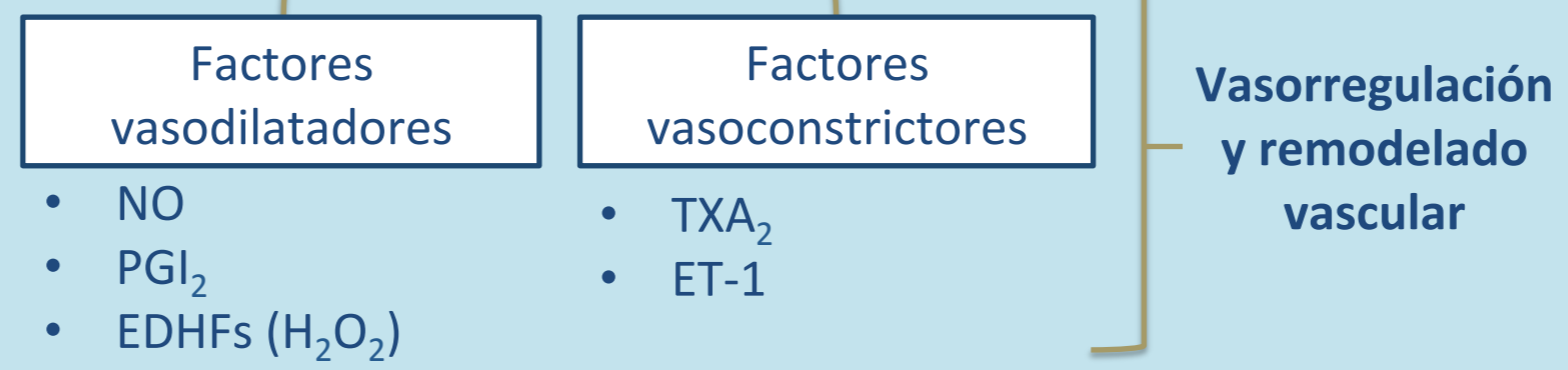 Factores
vasodilatadores
• NO
• PGI₂
• EDHFs (H₂O₂)
Factores
vasoconstrictores
• TXA₂
• ET-1
Vasorregulación
y remodelado
vascular